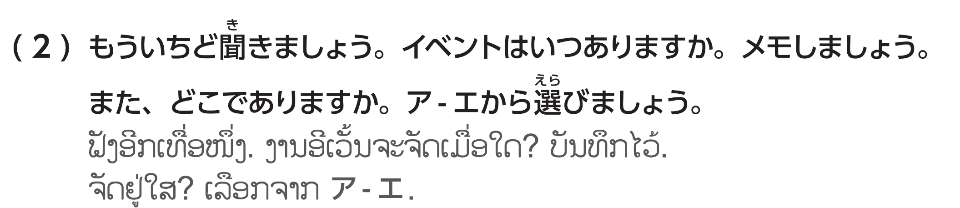 ( 2 ) もういちど聞きましょう。イベントはいつありますか。メモしましょう。
また、どこでありますか。ア - エから選びましょう。
ຟັງອີກເທື່ອໜຶ່ງ. ງານອີເວັ້ນຈະຈັດເມື່ອໃດ? ບັນທຶກໄວ້.
ຈັດຢູ່ໃສ? ເລືອກຈາກ ア - エ.